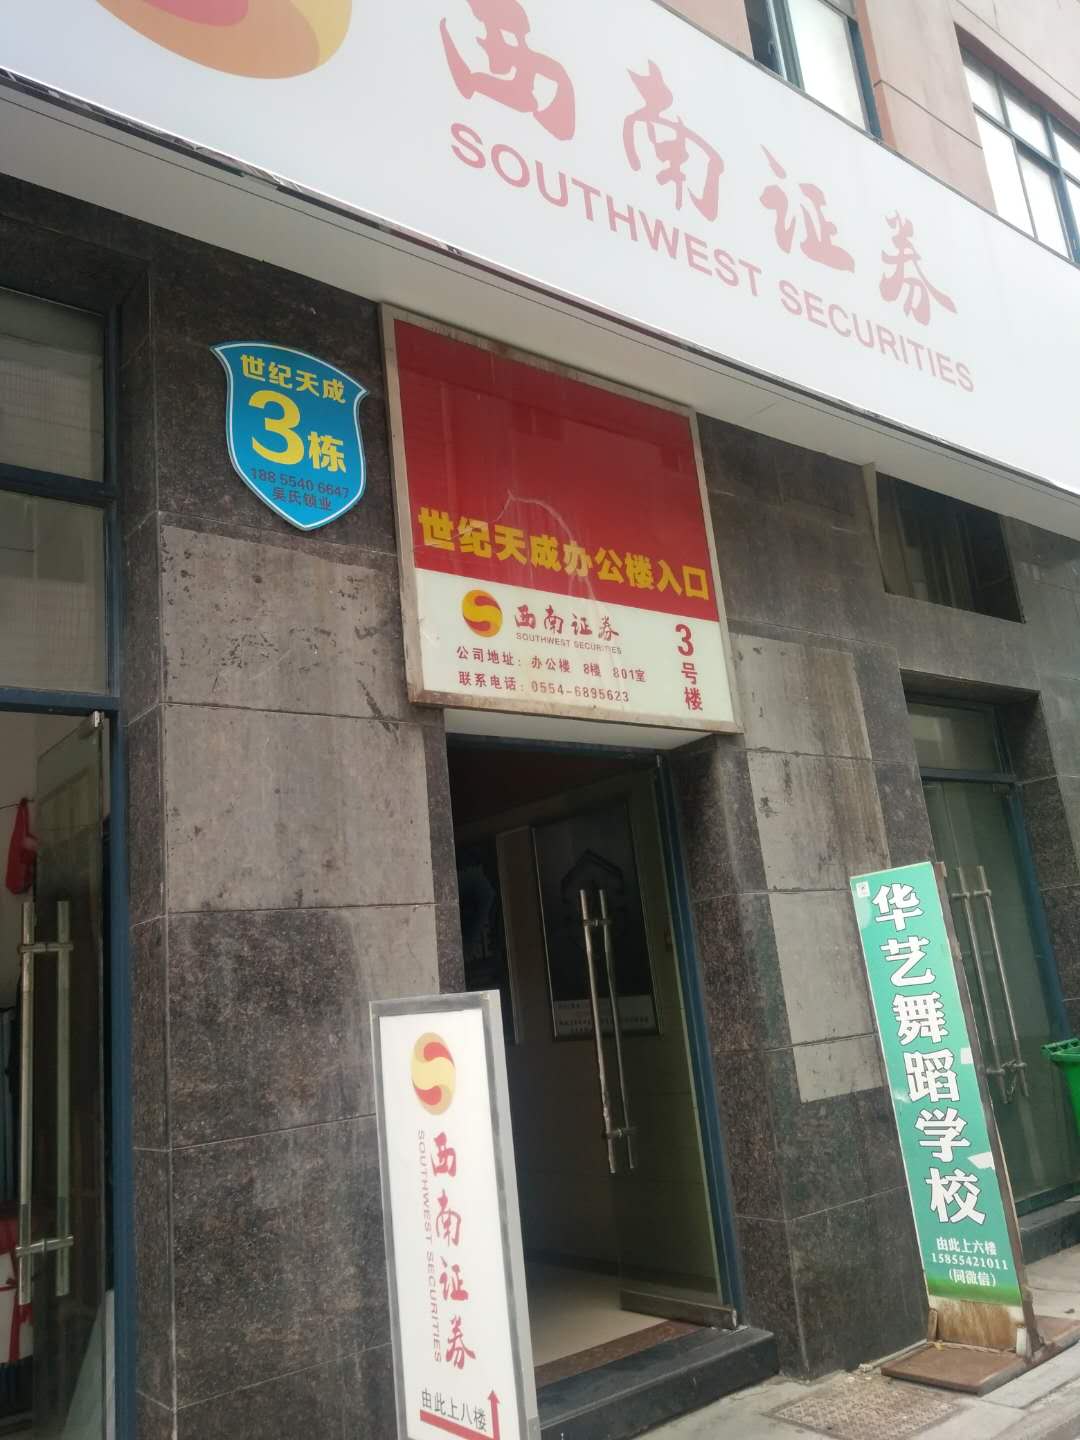 西南证券
SOUTHWEST SECURITIES
世纪天成
3栋
188 5540 6647
吴氏锁业
世纪天成办公楼入口
西南证券
SOUTHWEST SECURITIES
公司地址：办公楼 8楼 801室
联系电话：0554-6895623
3号楼
西南证券
SOUTHWEST SECURITIES
由此上八楼
华艺舞蹈学校
由此上六楼
15855421011
（同微信）